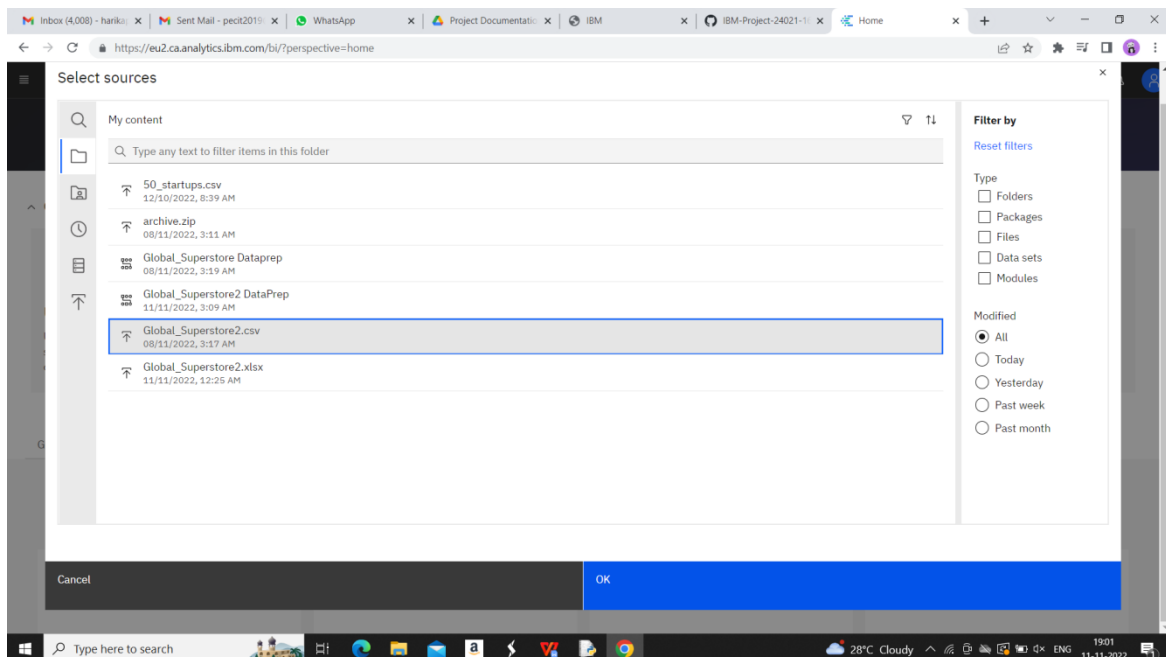 Inbox (4,008) - harika
Sent Mail - pecit2019
WhatsApp
Project Documentatio
IBM
IBM-Project-24021-1
Home
https://eu2.ca.analytics.ibm.com/bi/?perspective=home
Select sources
My content
Type any text to filter items in this folder
50_startups.csv
12/10/2022, 8:39 AM
archive.zip
08/11/2022, 3:11 AM
Global_Superstore Dataprep
08/11/2022, 3:19 AM
Global_Superstore2 DataPrep
11/11/2022, 3:09 AM
Global_Superstore2.csv
08/11/2022, 3:17 AM
Global_Superstore2.xlsx
11/11/2022, 12:25 AM
Filter by
Reset filters
Type
Folders
Packages
Files
Data sets
Modules
Modified
All
Today
Yesterday
Past week
Past month
Cancel
OK
Type here to search
28°C Cloudy
ENG
19:01
11-11-2022